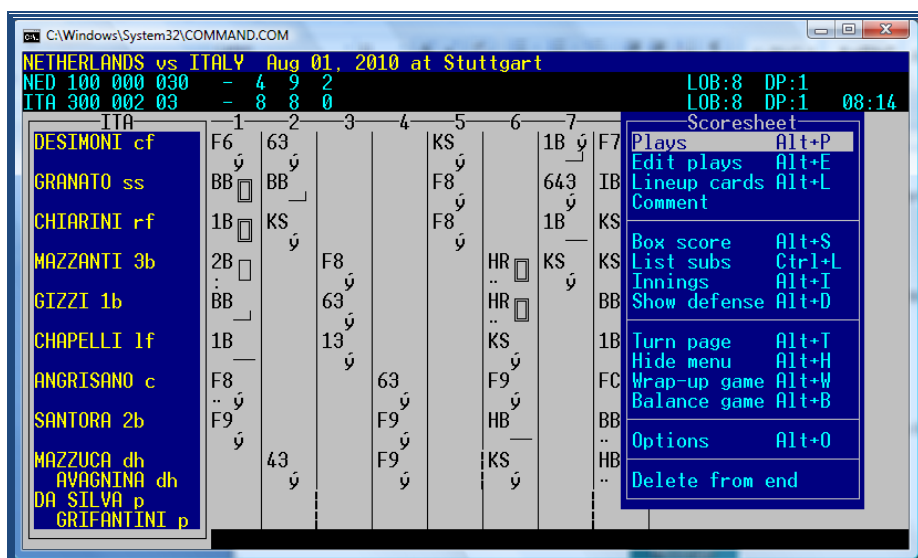 C:\Windows\System32\COMMAND.COM
NETHERLANDS vs ITALY Aug 01, 2010 at Stuttgart
NED 100 000 030 - 4 9 2 LOB:8 DP:1
ITA 300 002 03 - 8 8 0 LOB:8 DP:1 08:14
ITA 1 2 3 4 5 6 7 Scoresheet
DESIMONI cf F6 63 KS 1B ý F7 Plays Alt+P
ý ý ý Edit plays Alt+E
GRANATO ss BB BB F8 643 IB Lineup cards Alt+L
ý ý Comment
CHIARINI rf 1B KS F8 1B KS
ý ý Box score Alt+S
MAZZANTI 3b 2B F8 HR KS KS List subs Ctrl+L
: ý .. ý Innings Alt+I
GIZZI 1b BB 63 HR BB Show defense Alt+D
ý ..
CHAPELLI lf 1B 13 KS 1B Turn page Alt+T
ý ý Hide menu Alt+H
ANGRISANO c F8 63 F9 FC Wrap-up game Alt+W
.. ý ý ý Balance game Alt+B
SANTORA 2b F9 F9 HB BB
ý ý .. Options Alt+O
MAZZUCA dh 43 F9 KS HB
AVAGNINA dh ý ý ý .. Delete from end
DA SILVA p
GRIFANTINI p